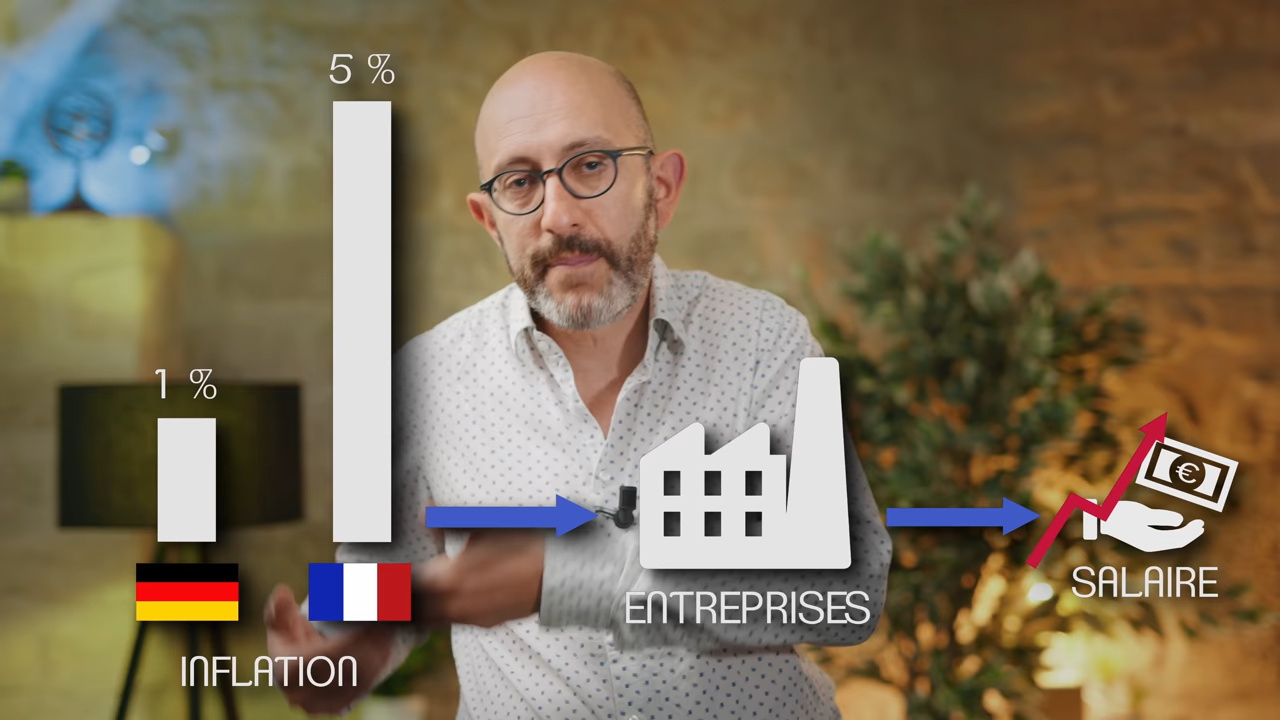 5 %
1 %
INFLATION
ENTREPRISES
€
SALAIRE